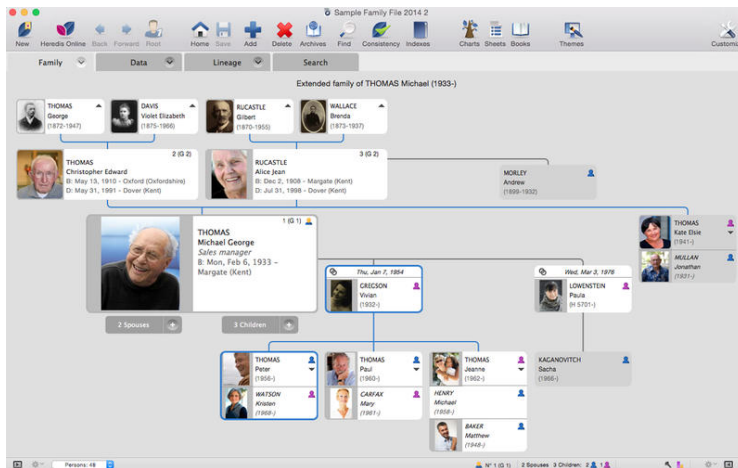 Sample Family File 2014 2
New Heredis Online Back Forward Root Home Save Add Delete Archives Find Consistency Indexes Charts Sheets Books Themes Customi
Family Data Lineage Search
Extended family of THOMAS Michael (1933-)
THOMAS
George
(1872-1947)
DAVIS
Violet Elizabeth
(1875-1966)
RUCASTLE
Gilbert
(1870-1955)
WALLACE
Brenda
(1873-1937)
2 (G 2)
THOMAS
Christopher Edward
B: May 13, 1910 - Oxford (Oxfordshire)
D: May 31, 1991 - Dover (Kent)
3 (G 2)
RUCASTLE
Alice Jean
B: Dec 2, 1908 - Margate (Kent)
D: Jul 31, 1998 - Dover (Kent)
MORLEY
Andrew
(1899-1932)
1 (G 1)
THOMAS
Michael George
Sales manager
B: Mon, Feb 6, 1933 -
Margate (Kent)
THOMAS
Kate Elsie
(1941-)
MULLAN
Jonathan
(1931-)
Thu, Jan 7, 1954
GREGSON
Vivian
(1932-)
Wed, Mar 3, 1976
LOWENSTEIN
Paula
(H 5701-)
2 Spouses
3 Children
THOMAS
Peter
(1956-)
WATSON
Kristen
(1968-)
THOMAS
Paul
(1960-)
CARFAX
Mary
(1961-)
THOMAS
Jeanne
(1962-)
HENRY
Michael
(1958-)
BAKER
Matthew
(1948-)
KAGANOVITCH
Sacha
(1966-)
Persons: 48
N° 1 (G 1) 2 Spouses 3 Children: 2 1